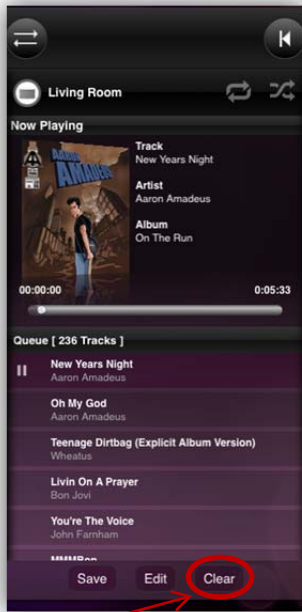 Living Room
Now Playing
AARON
AMADEUS
Track
New Years Night
Artist
Aaron Amadeus
Album
On The Run
00:00:00 0:05:33
Queue [ 236 Tracks ]
New Years Night
Aaron Amadeus
Oh My God
Aaron Amadeus
Teenage Dirtbag (Explicit Album Version)
Wheatus
Livin On A Prayer
Bon Jovi
You're The Voice
John Farnham
MMMBop
Save Edit Clear